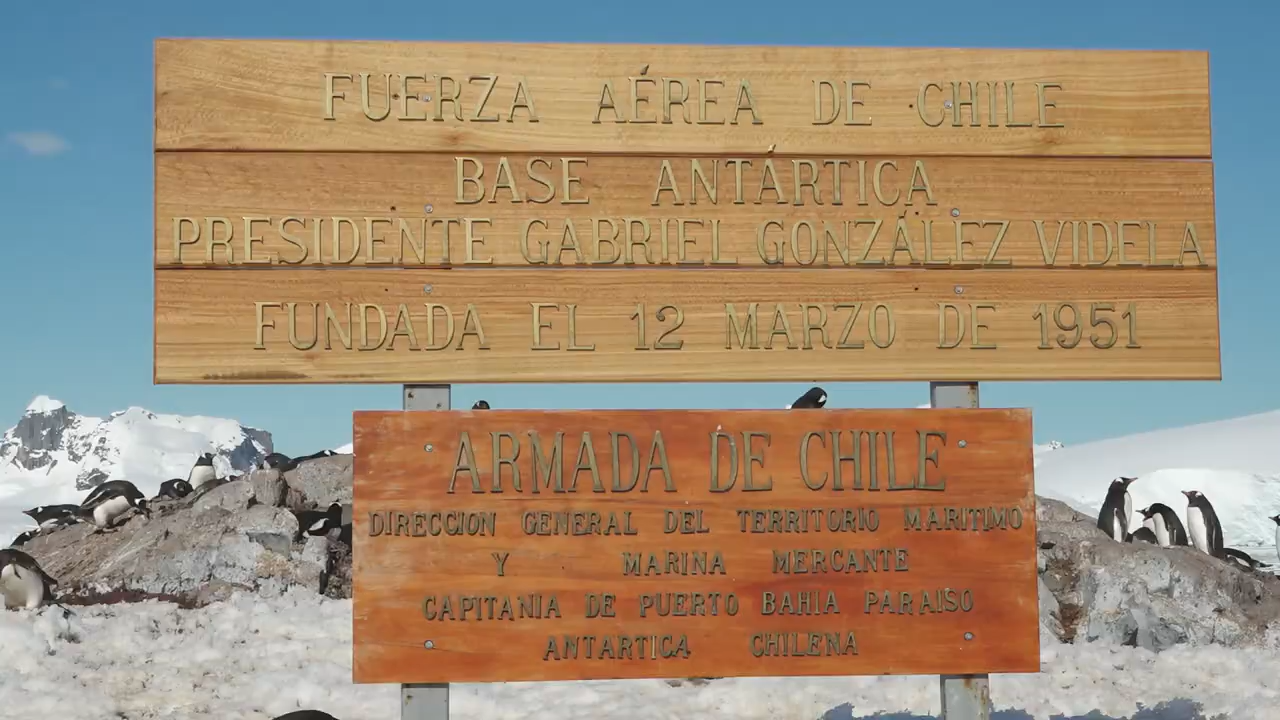 FUERZA AÉREA DE CHILE
BASE ANTÁRTICA
PRESIDENTE GABRIEL GONZÁLEZ VIDELA
FUNDADA EL 12 MARZO DE 1951
ARMADA DE CHILE
DIRECCION GENERAL DEL TERRITORIO MARITIMO
Y MARINA MERCANTE
CAPITANIA DE PUERTO BAHIA PARAISO
ANTARTICA CHILENA